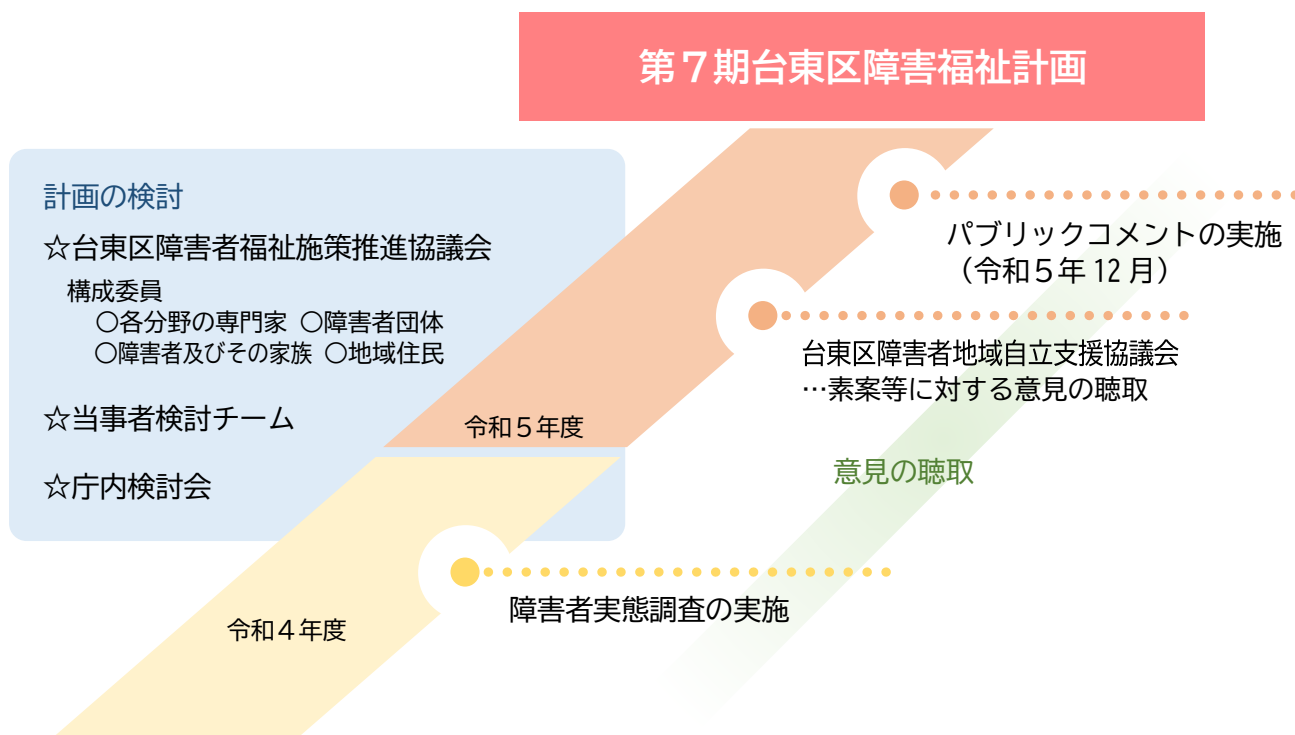 第７期台東区障害福祉計画
計画の検討
☆台東区障害者福祉施策推進協議会
構成委員
○各分野の専門家 ○障害者団体
○障害者及びその家族 ○地域住民
☆当事者検討チーム
☆庁内検討会
パブリックコメントの実施
（令和５年 12 月）
台東区障害者地域自立支援協議会
…素案等に対する意見の聴取
令和５年度
意見の聴取
障害者実態調査の実施
令和４年度